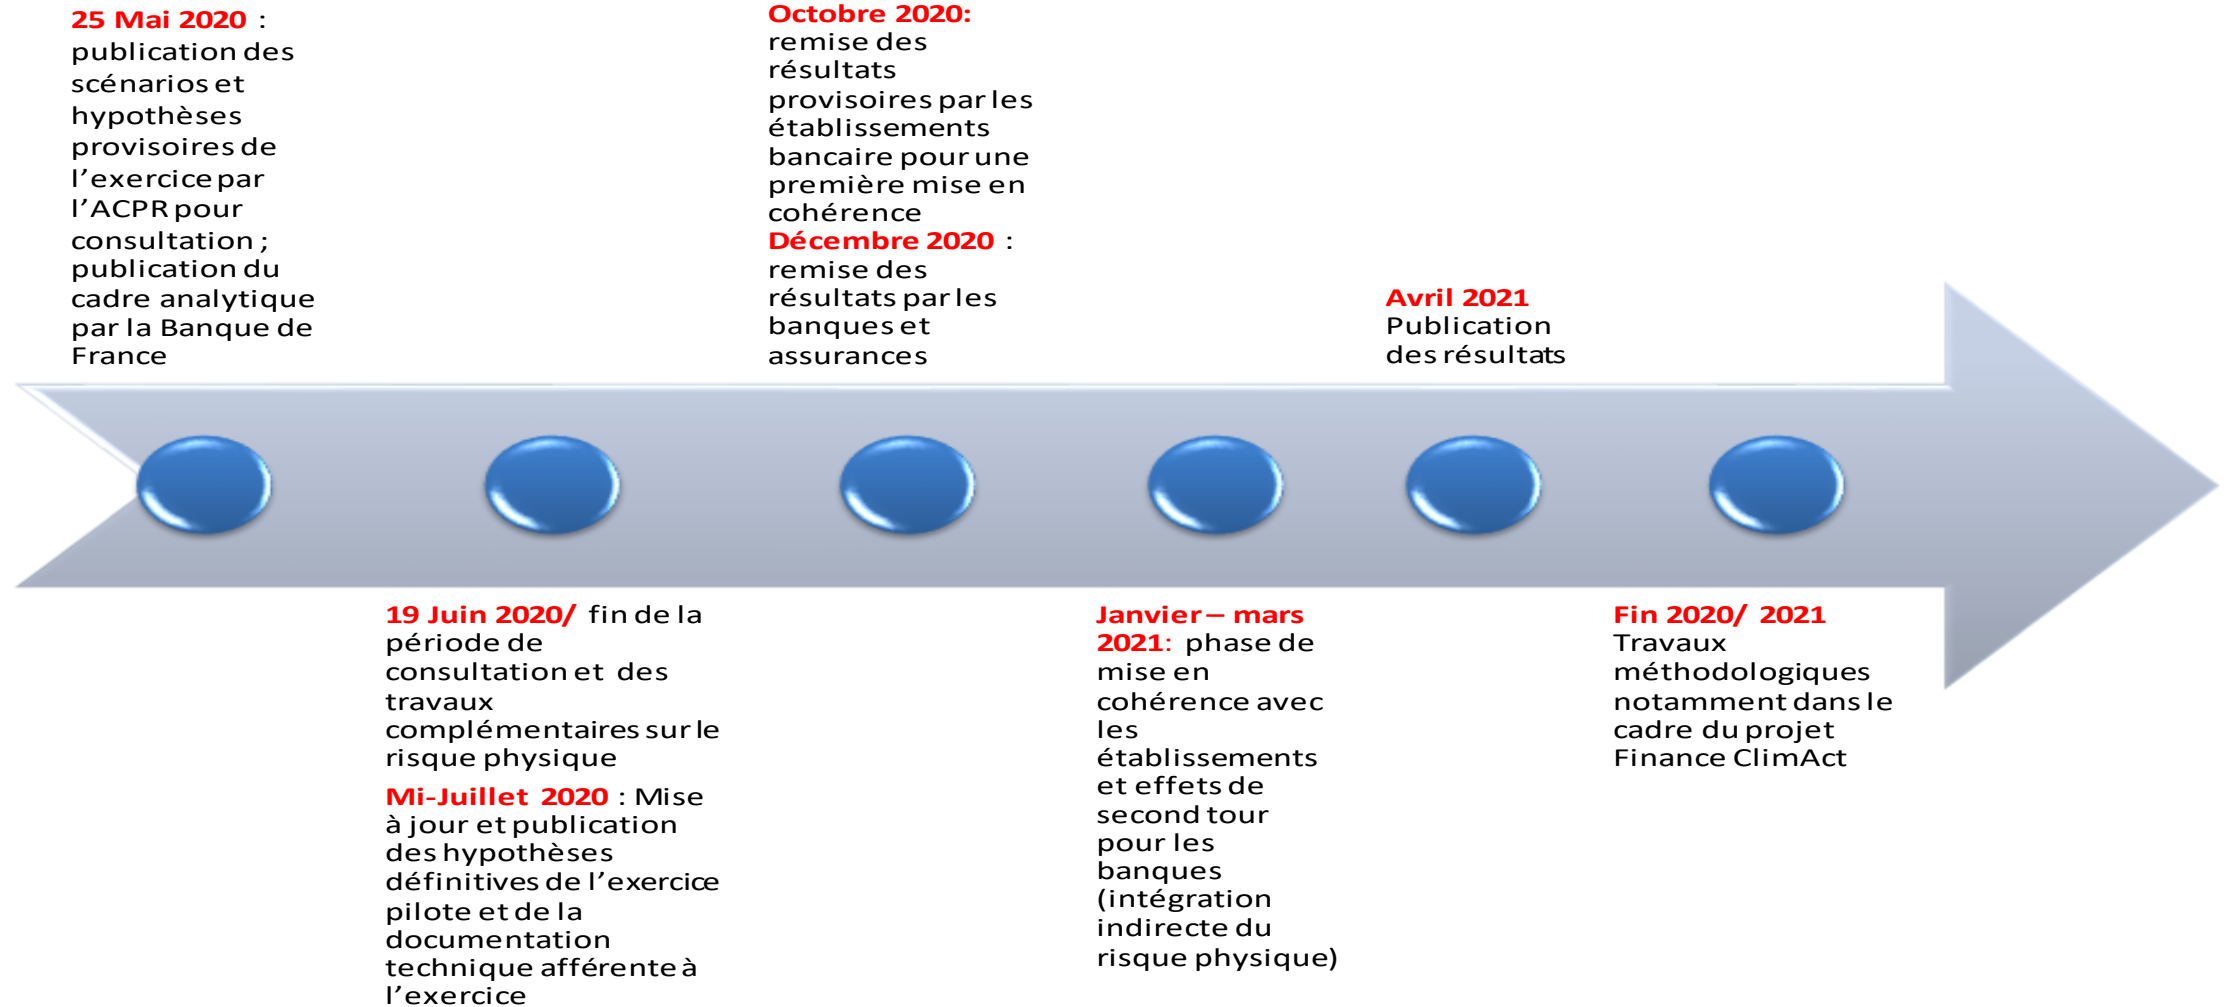 25 Mai 2020 :
publication des
scénarios et
hypothèses
provisoires de
l’exercice par
l’ACPR pour
consultation ;
publication du
cadre analytique
par la Banque de
France
19 Juin 2020/ fin de la
période de
consultation et des
travaux
complémentaires sur le
risque physique
Mi-Juillet 2020 : Mise
à jour et publication
des hypothèses
définitives de l’exercice
pilote et de la
documentation
technique afférente à
l’exercice
Octobre 2020:
remise des
résultats
provisoires par les
établissements
bancaire pour une
première mise en
cohérence
Décembre 2020 :
remise des
résultats par les
banques et
assurances
Janvier – mars
2021: phase de
mise en
cohérence avec
les
établissements
et effets de
second tour
pour les
banques
(intégration
indirecte du
risque physique)
Avril 2021
Publication
des résultats
Fin 2020/ 2021
Travaux
méthodologiques
notamment dans le
cadre du projet
Finance ClimAct